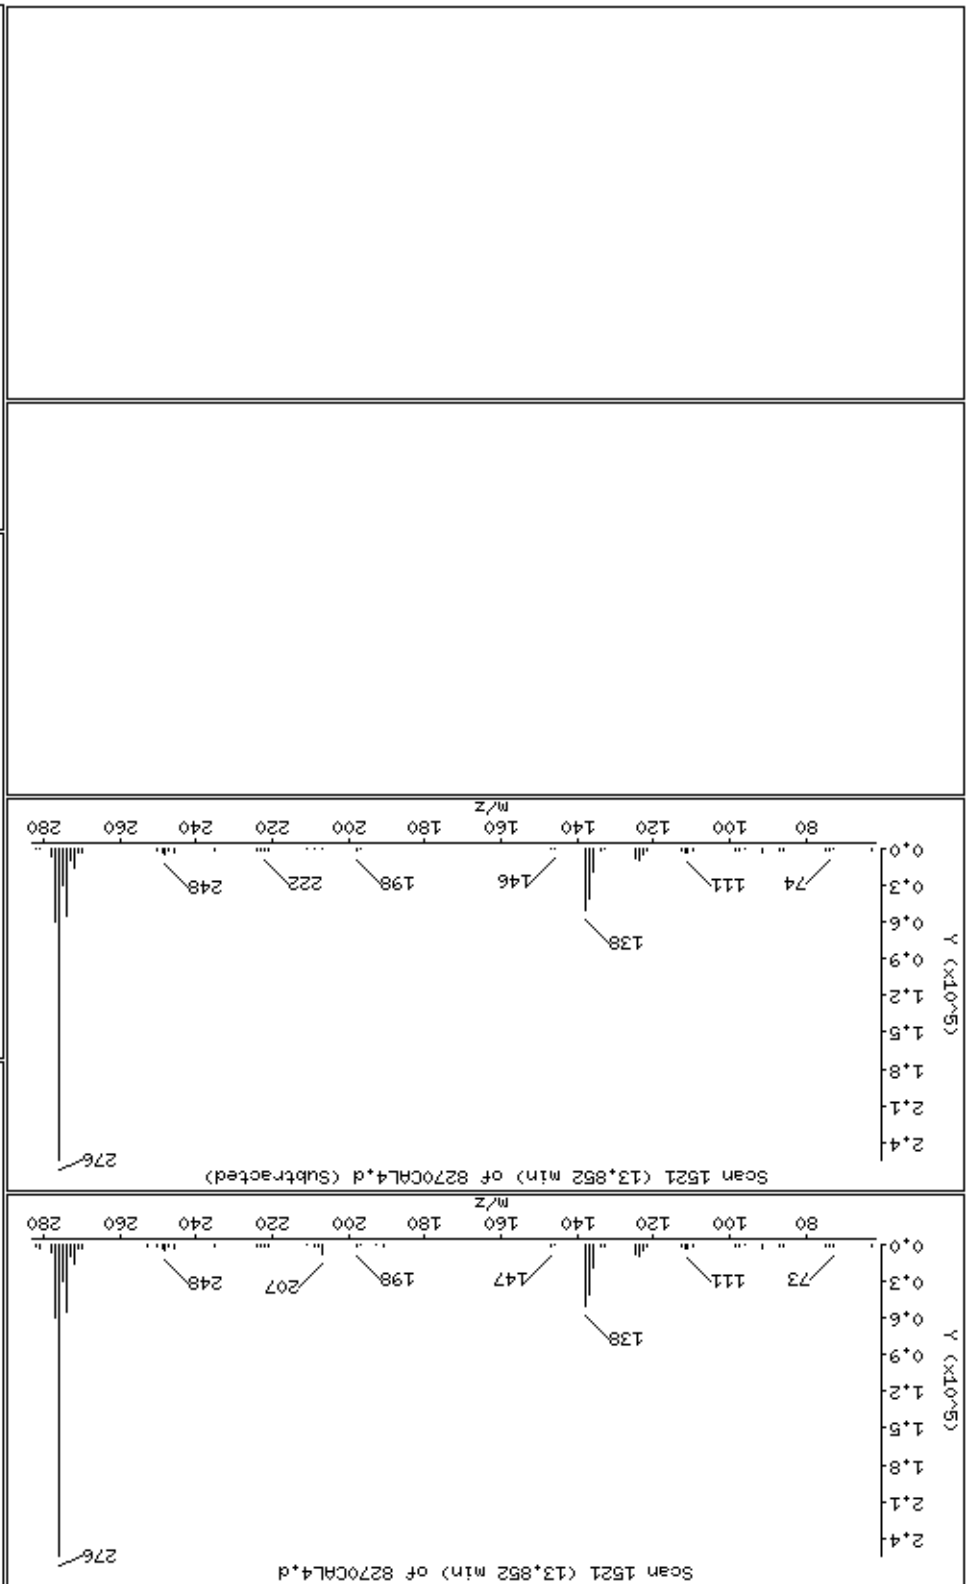 Scan 1521 (13.852 min) of 8270CAL4.d
276
2.4
2.1
1.8
1.5
Y (x10^5)
1.2
0.9
138
0.6
0.3
73 111 147 198 207 248
0.0
80 100 120 140 160 180 200 220 240 260 280
m/z
Scan 1521 (13.852 min) of 8270CAL4.d (Subtracted)
276
2.4
2.1
1.8
1.5
Y (x10^5)
1.2
0.9
138
0.6
0.3
74 111 146 198 222 248
0.0
80 100 120 140 160 180 200 220 240 260 280
m/z